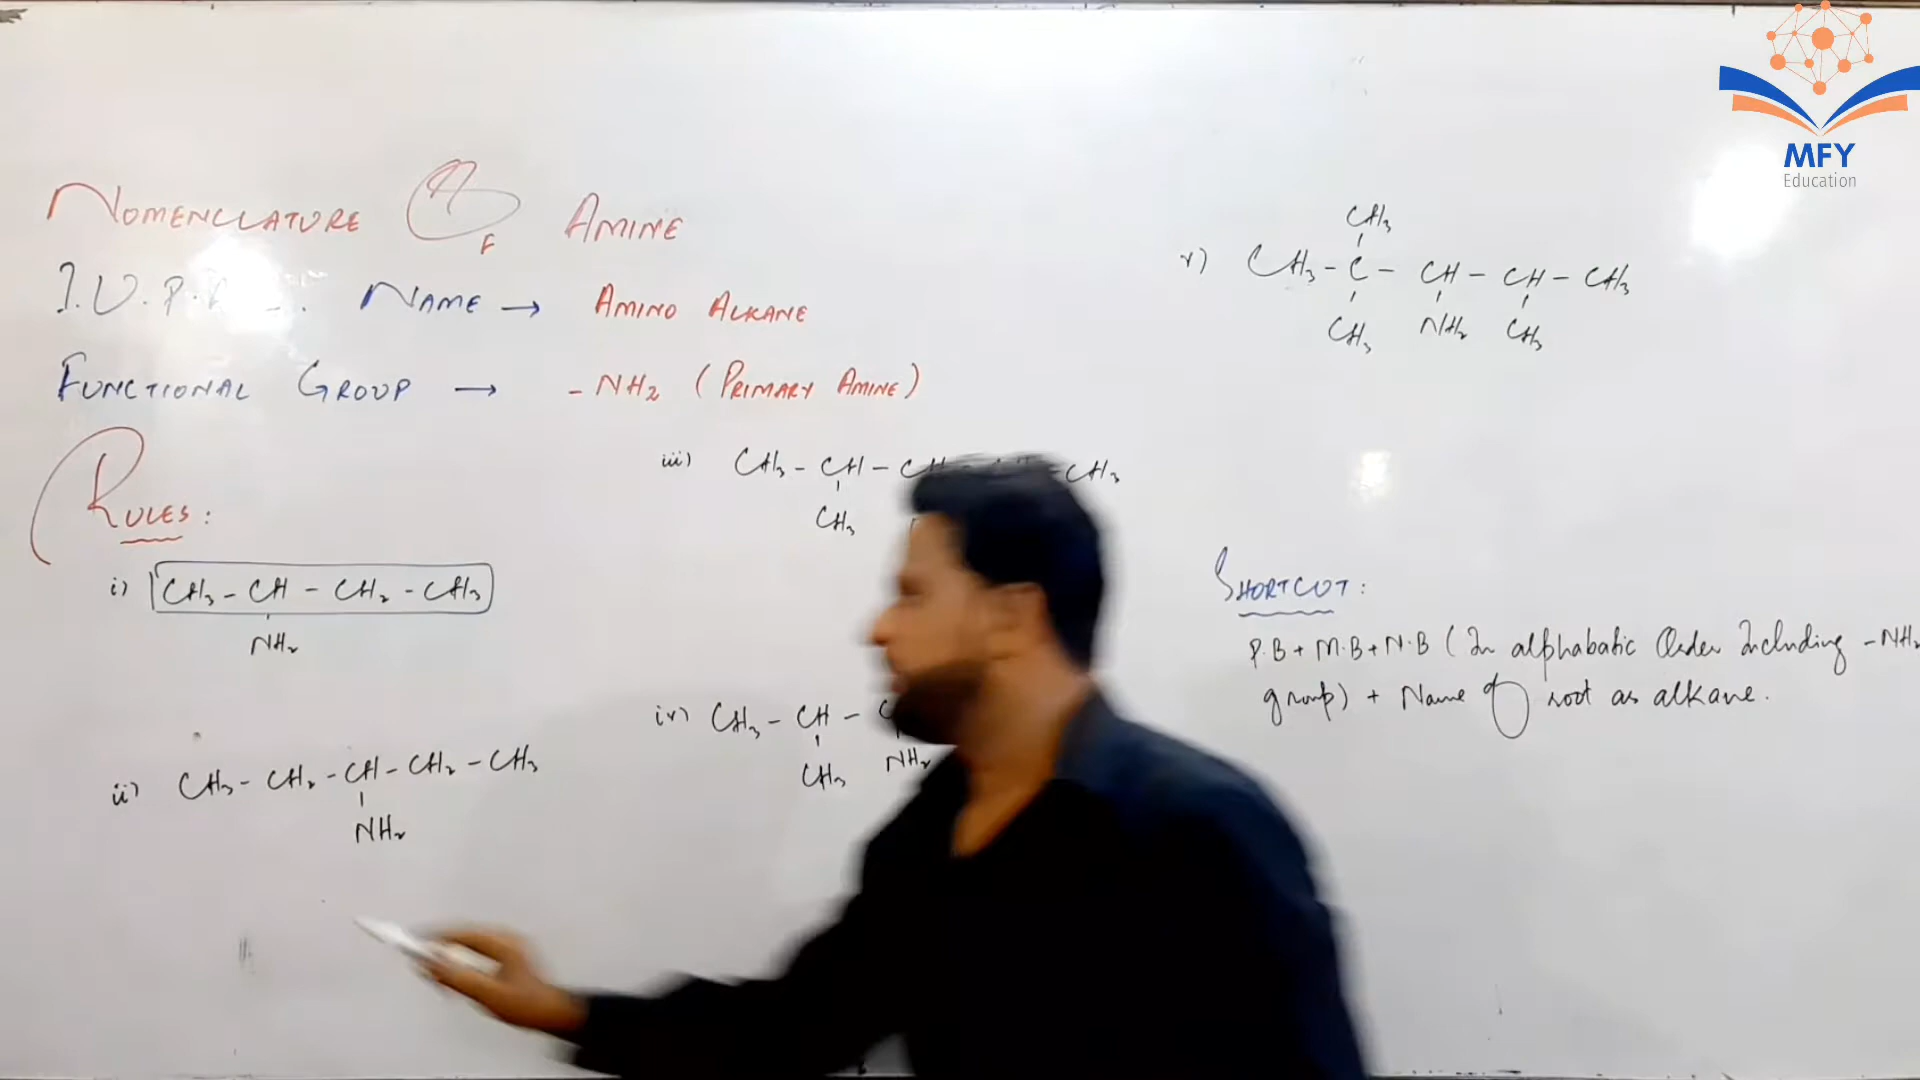 MFY
Education
NOMENCLATURE OF AMINE
I.U.P. NAME → AMINO ALKANE
FUNCTIONAL GROUP → - NH₂ (PRIMARY AMINE)
RULES:
i) CH₃ - CH - CH₂ - CH₃
NH₂
ii) CH₃ - CH₂ - CH - CH₂ - CH₃
NH₂
iii) CH₃ - CH - CH - CH₃
CH₃
iv) CH₃ - CH -
CH₃ NH₂
CH₃
v) CH₃ - C - CH - CH - CH₃
CH₃ NH₂ CH₃
SHORTCUT:
P.B + M.B + N.B (In alphabatic Order Including - NH₂
group) + Name of root as alkane.